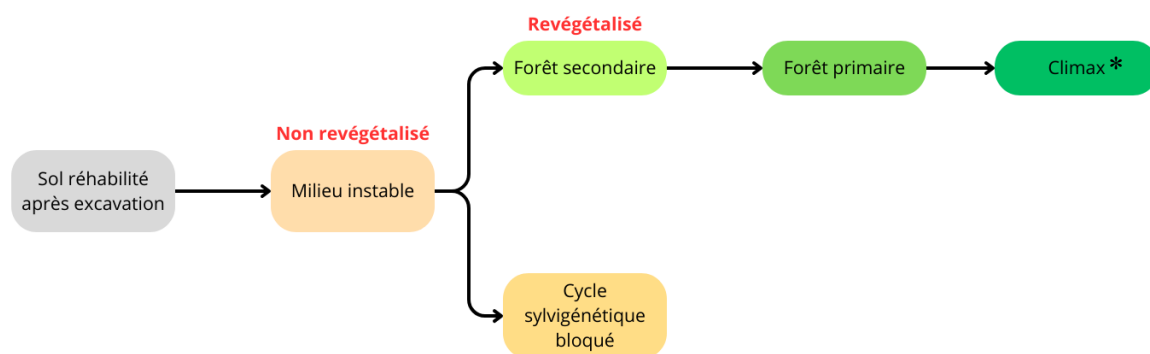 Revégétalisé
Forêt secondaire
Forêt primaire
Climax *
Non revégétalisé
Sol réhabilité
après excavation
Milieu instable
Cycle
sylvigénétique
bloqué